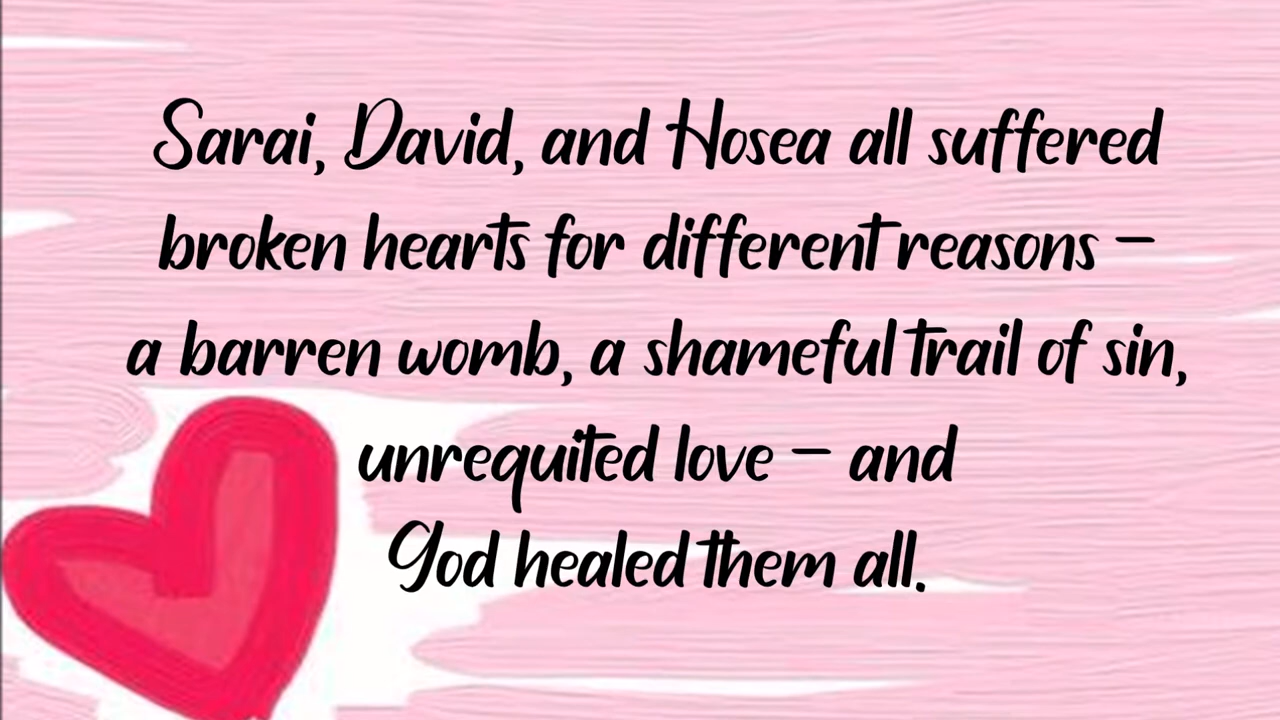 Sarai, David, and Hosea all suffered
broken hearts for different reasons –
a barren womb, a shameful trail of sin,
unrequited love – and
God healed them all.